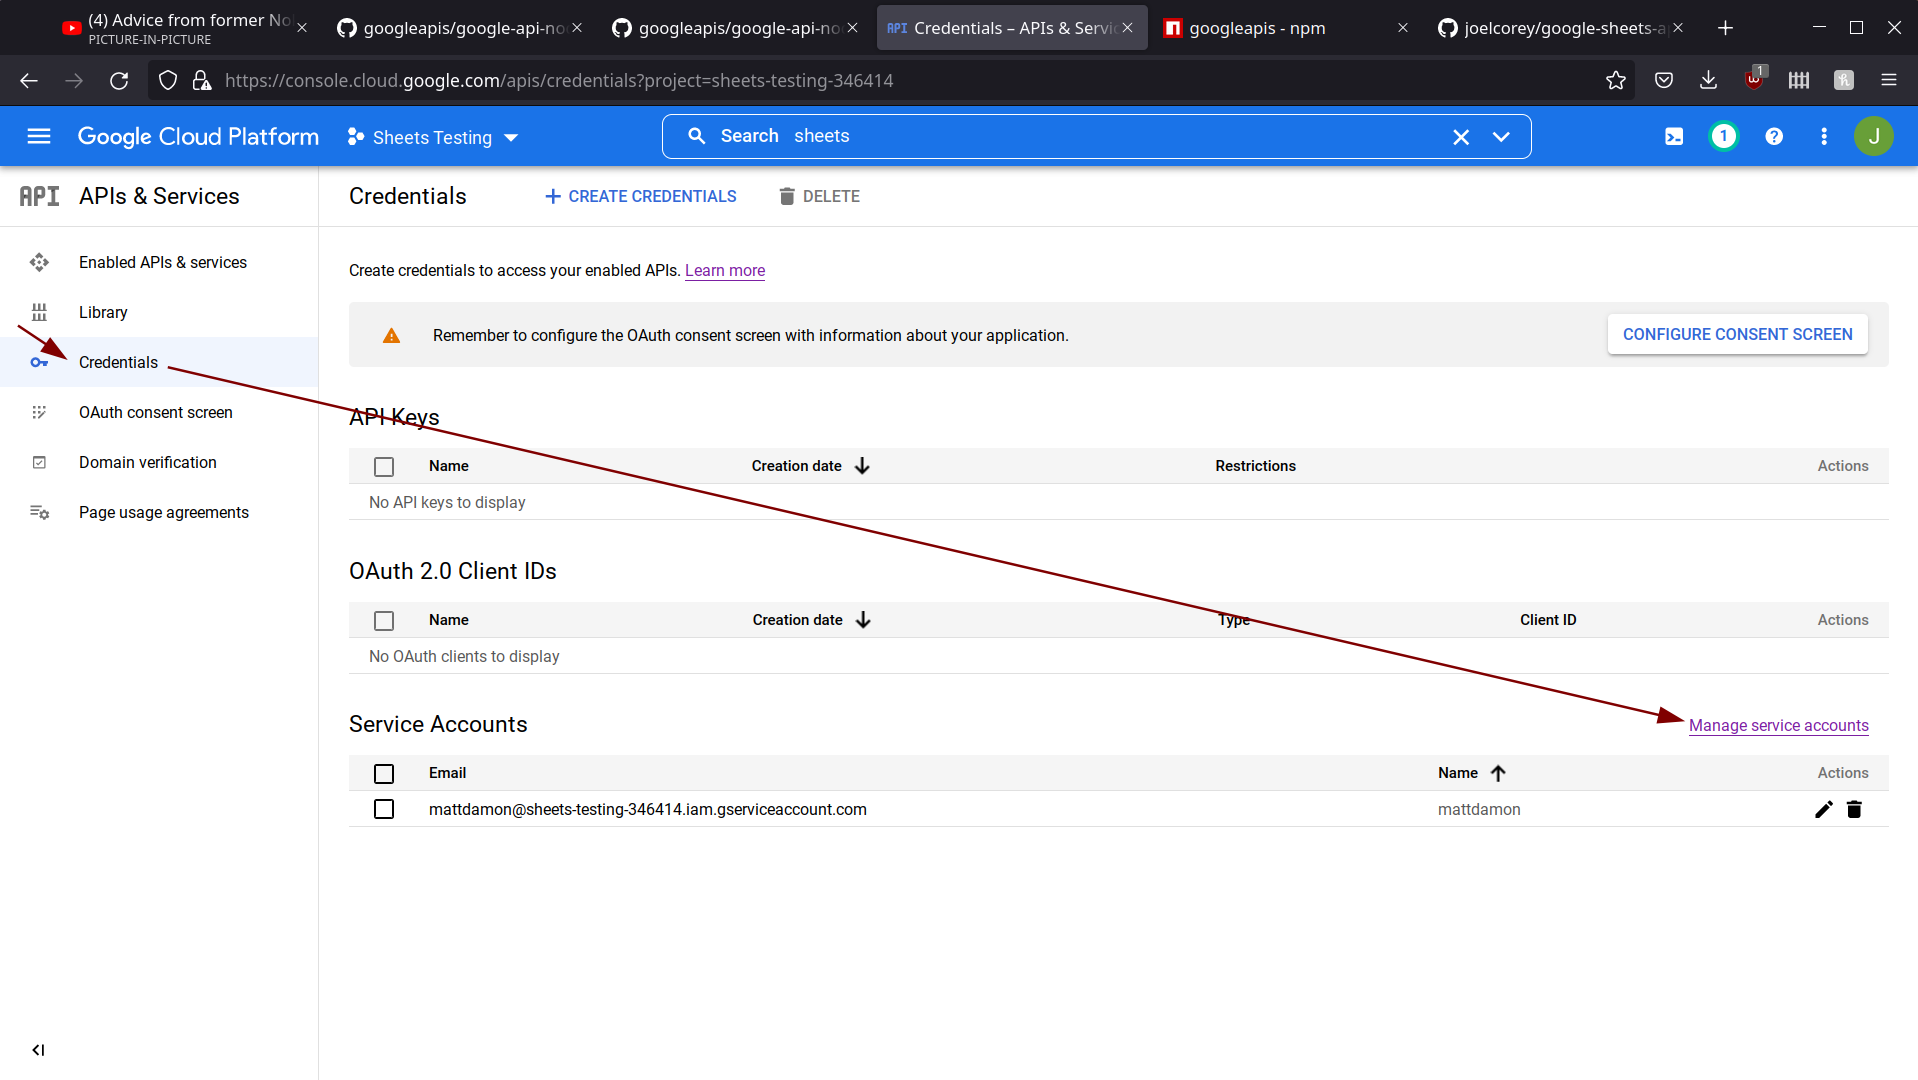 (4) Advice from former No
PICTURE-IN-PICTURE
googleapis/google-api-no
googleapis/google-api-no
API Credentials – APIs & Servic
googleapis - npm
joelcorey/google-sheets-a
https://console.cloud.google.com/apis/credentials?project=sheets-testing-346414
1
Google Cloud Platform
Sheets Testing
Search sheets
1
?
J
API APIs & Services
Credentials
+ CREATE CREDENTIALS
DELETE
Enabled APIs & services
Library
Credentials
OAuth consent screen
Domain verification
Page usage agreements
Create credentials to access your enabled APIs. Learn more
Remember to configure the OAuth consent screen with information about your application.
CONFIGURE CONSENT SCREEN
API Keys
Name Creation date Restrictions Actions
No API keys to display
OAuth 2.0 Client IDs
Name Creation date Type Client ID Actions
No OAuth clients to display
Service Accounts
Manage service accounts
Email Name Actions
mattdamon@sheets-testing-346414.iam.gserviceaccount.com mattdamon